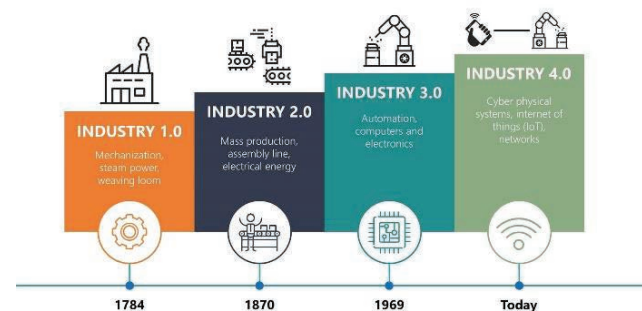 INDUSTRY 1.0
Mechanization,
steam power,
weaving loom
INDUSTRY 2.0
Mass production,
assembly line,
electrical energy
INDUSTRY 3.0
Automation,
computers and
electronics
INDUSTRY 4.0
Cyber physical
systems, internet of
things (IoT),
networks
1784
1870
1969
Today